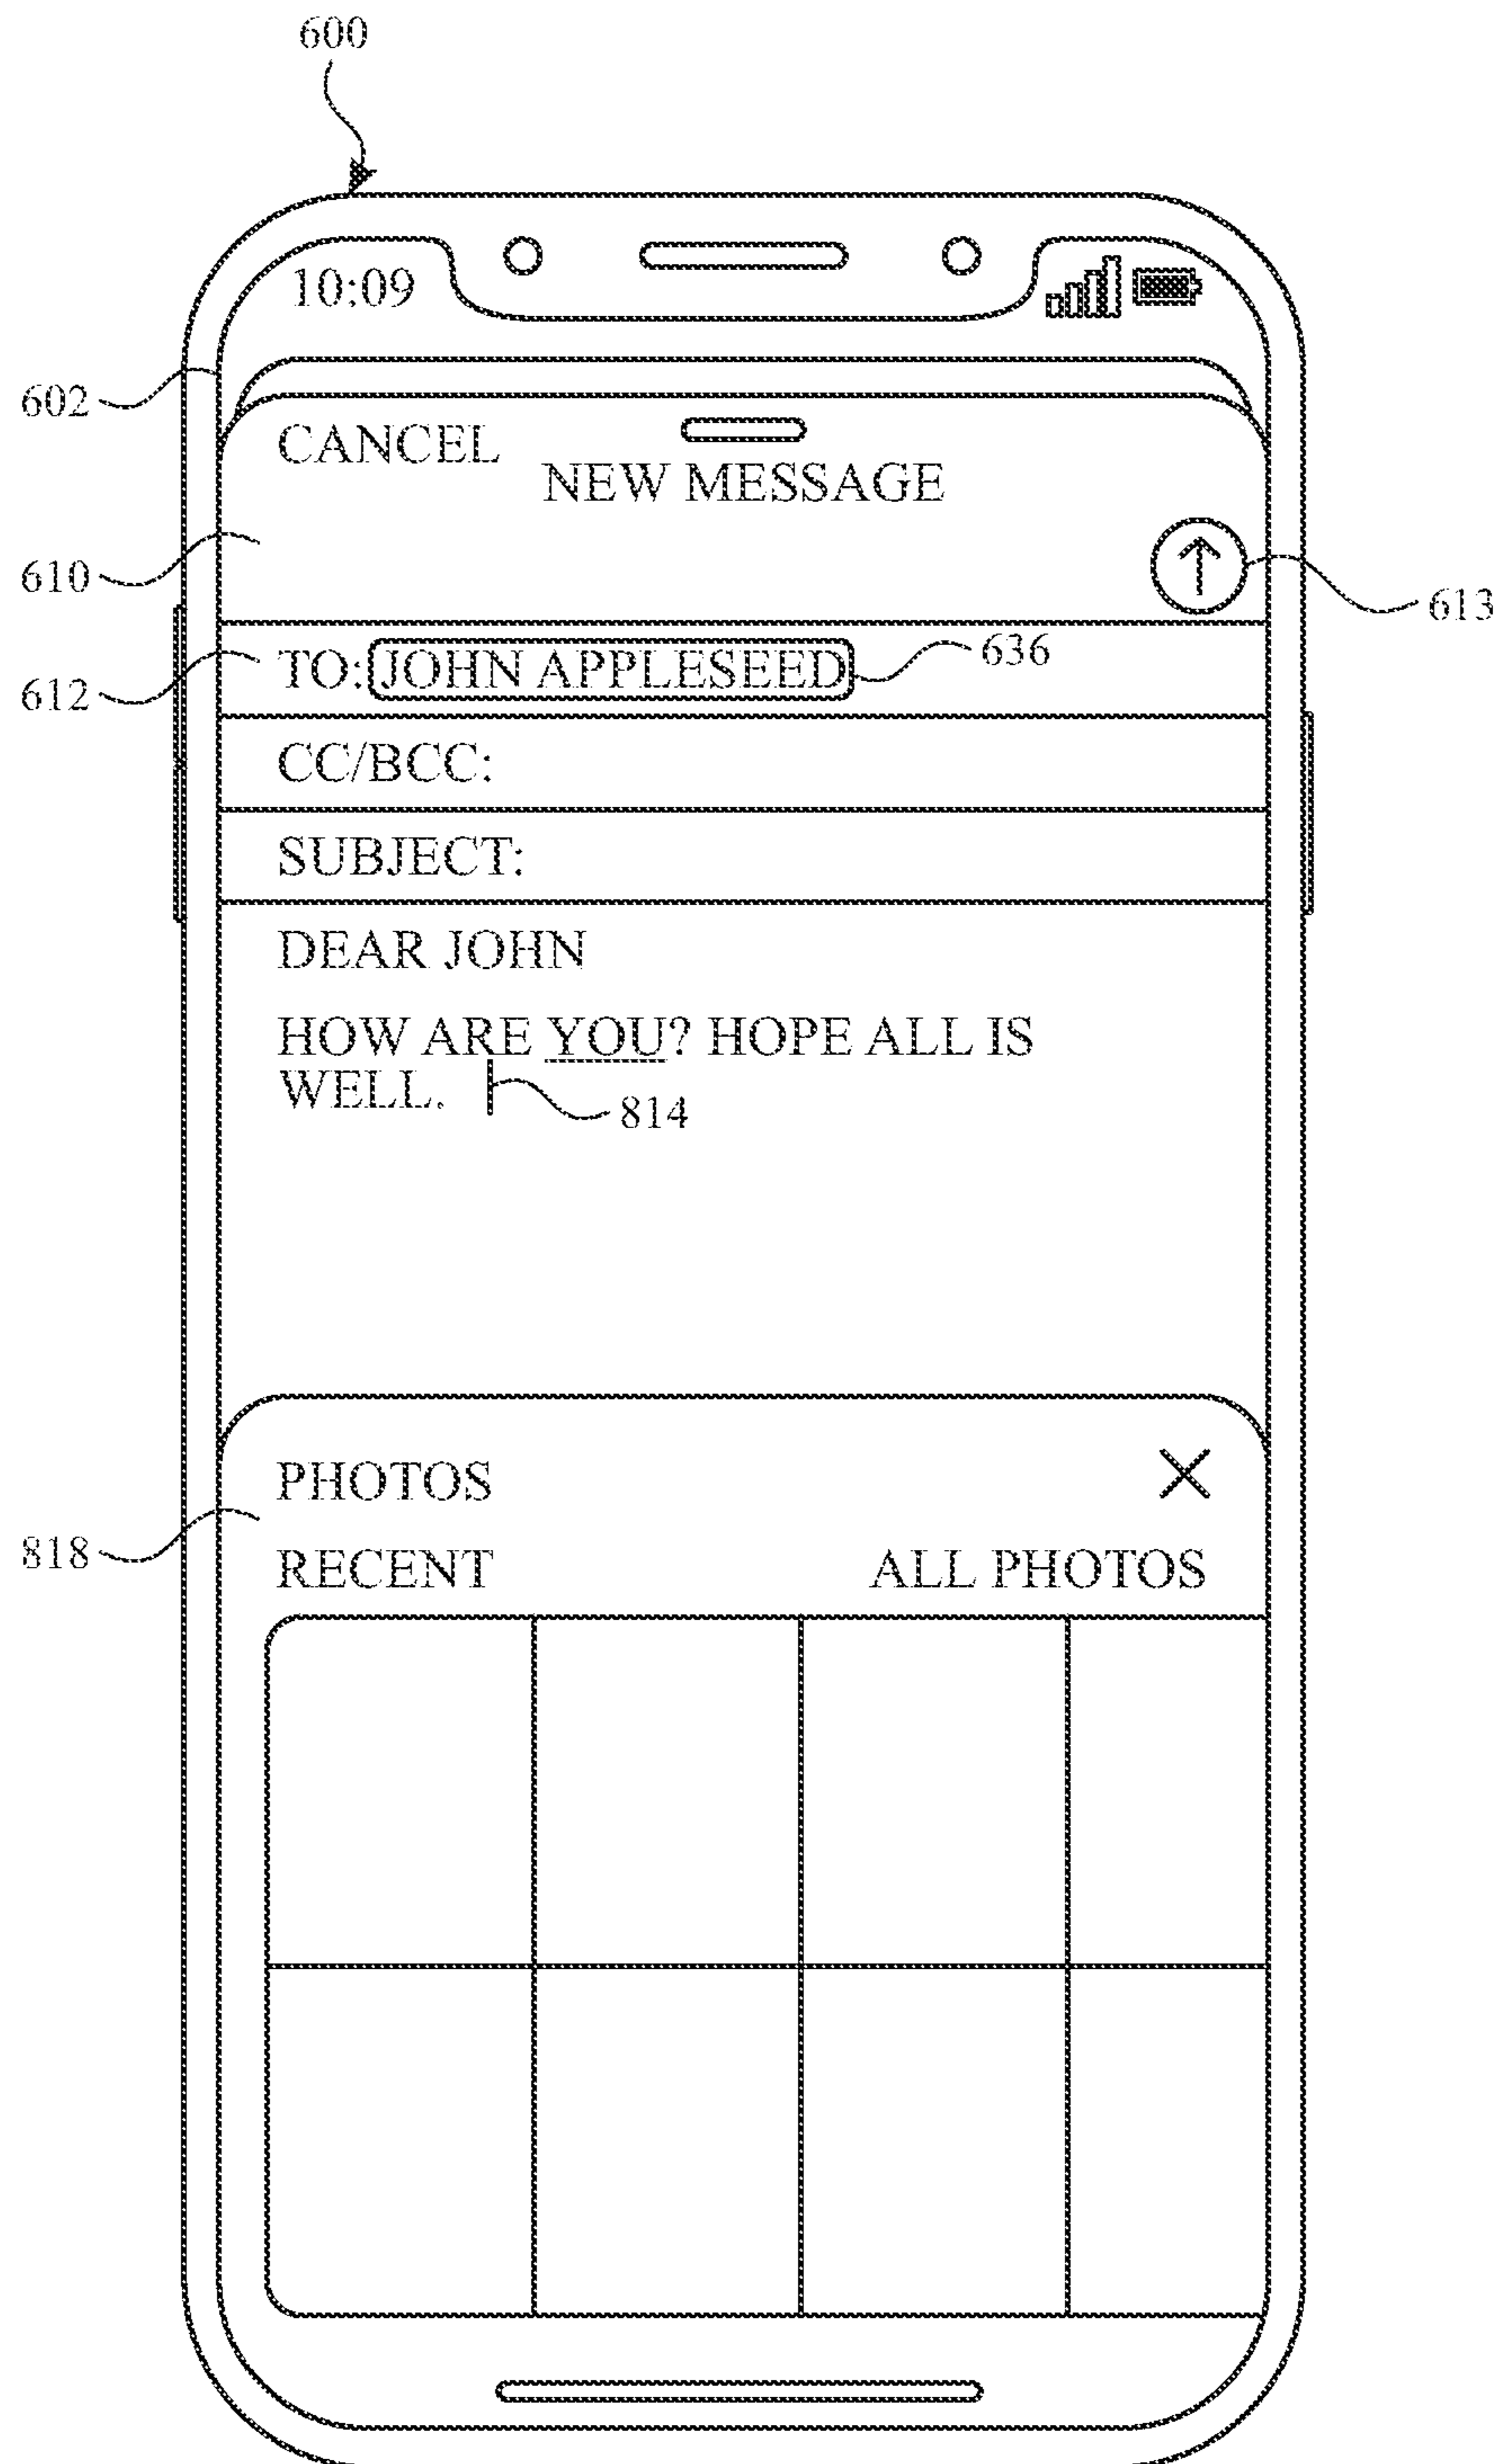 600
10:09
602
CANCEL
NEW MESSAGE
610
613
612
TO: JOHN APPLESEED
636
CC/BCC:
SUBJECT:
DEAR JOHN
HOW ARE YOU? HOPE ALL IS
WELL.
814
PHOTOS
818
RECENT ALL PHOTOS